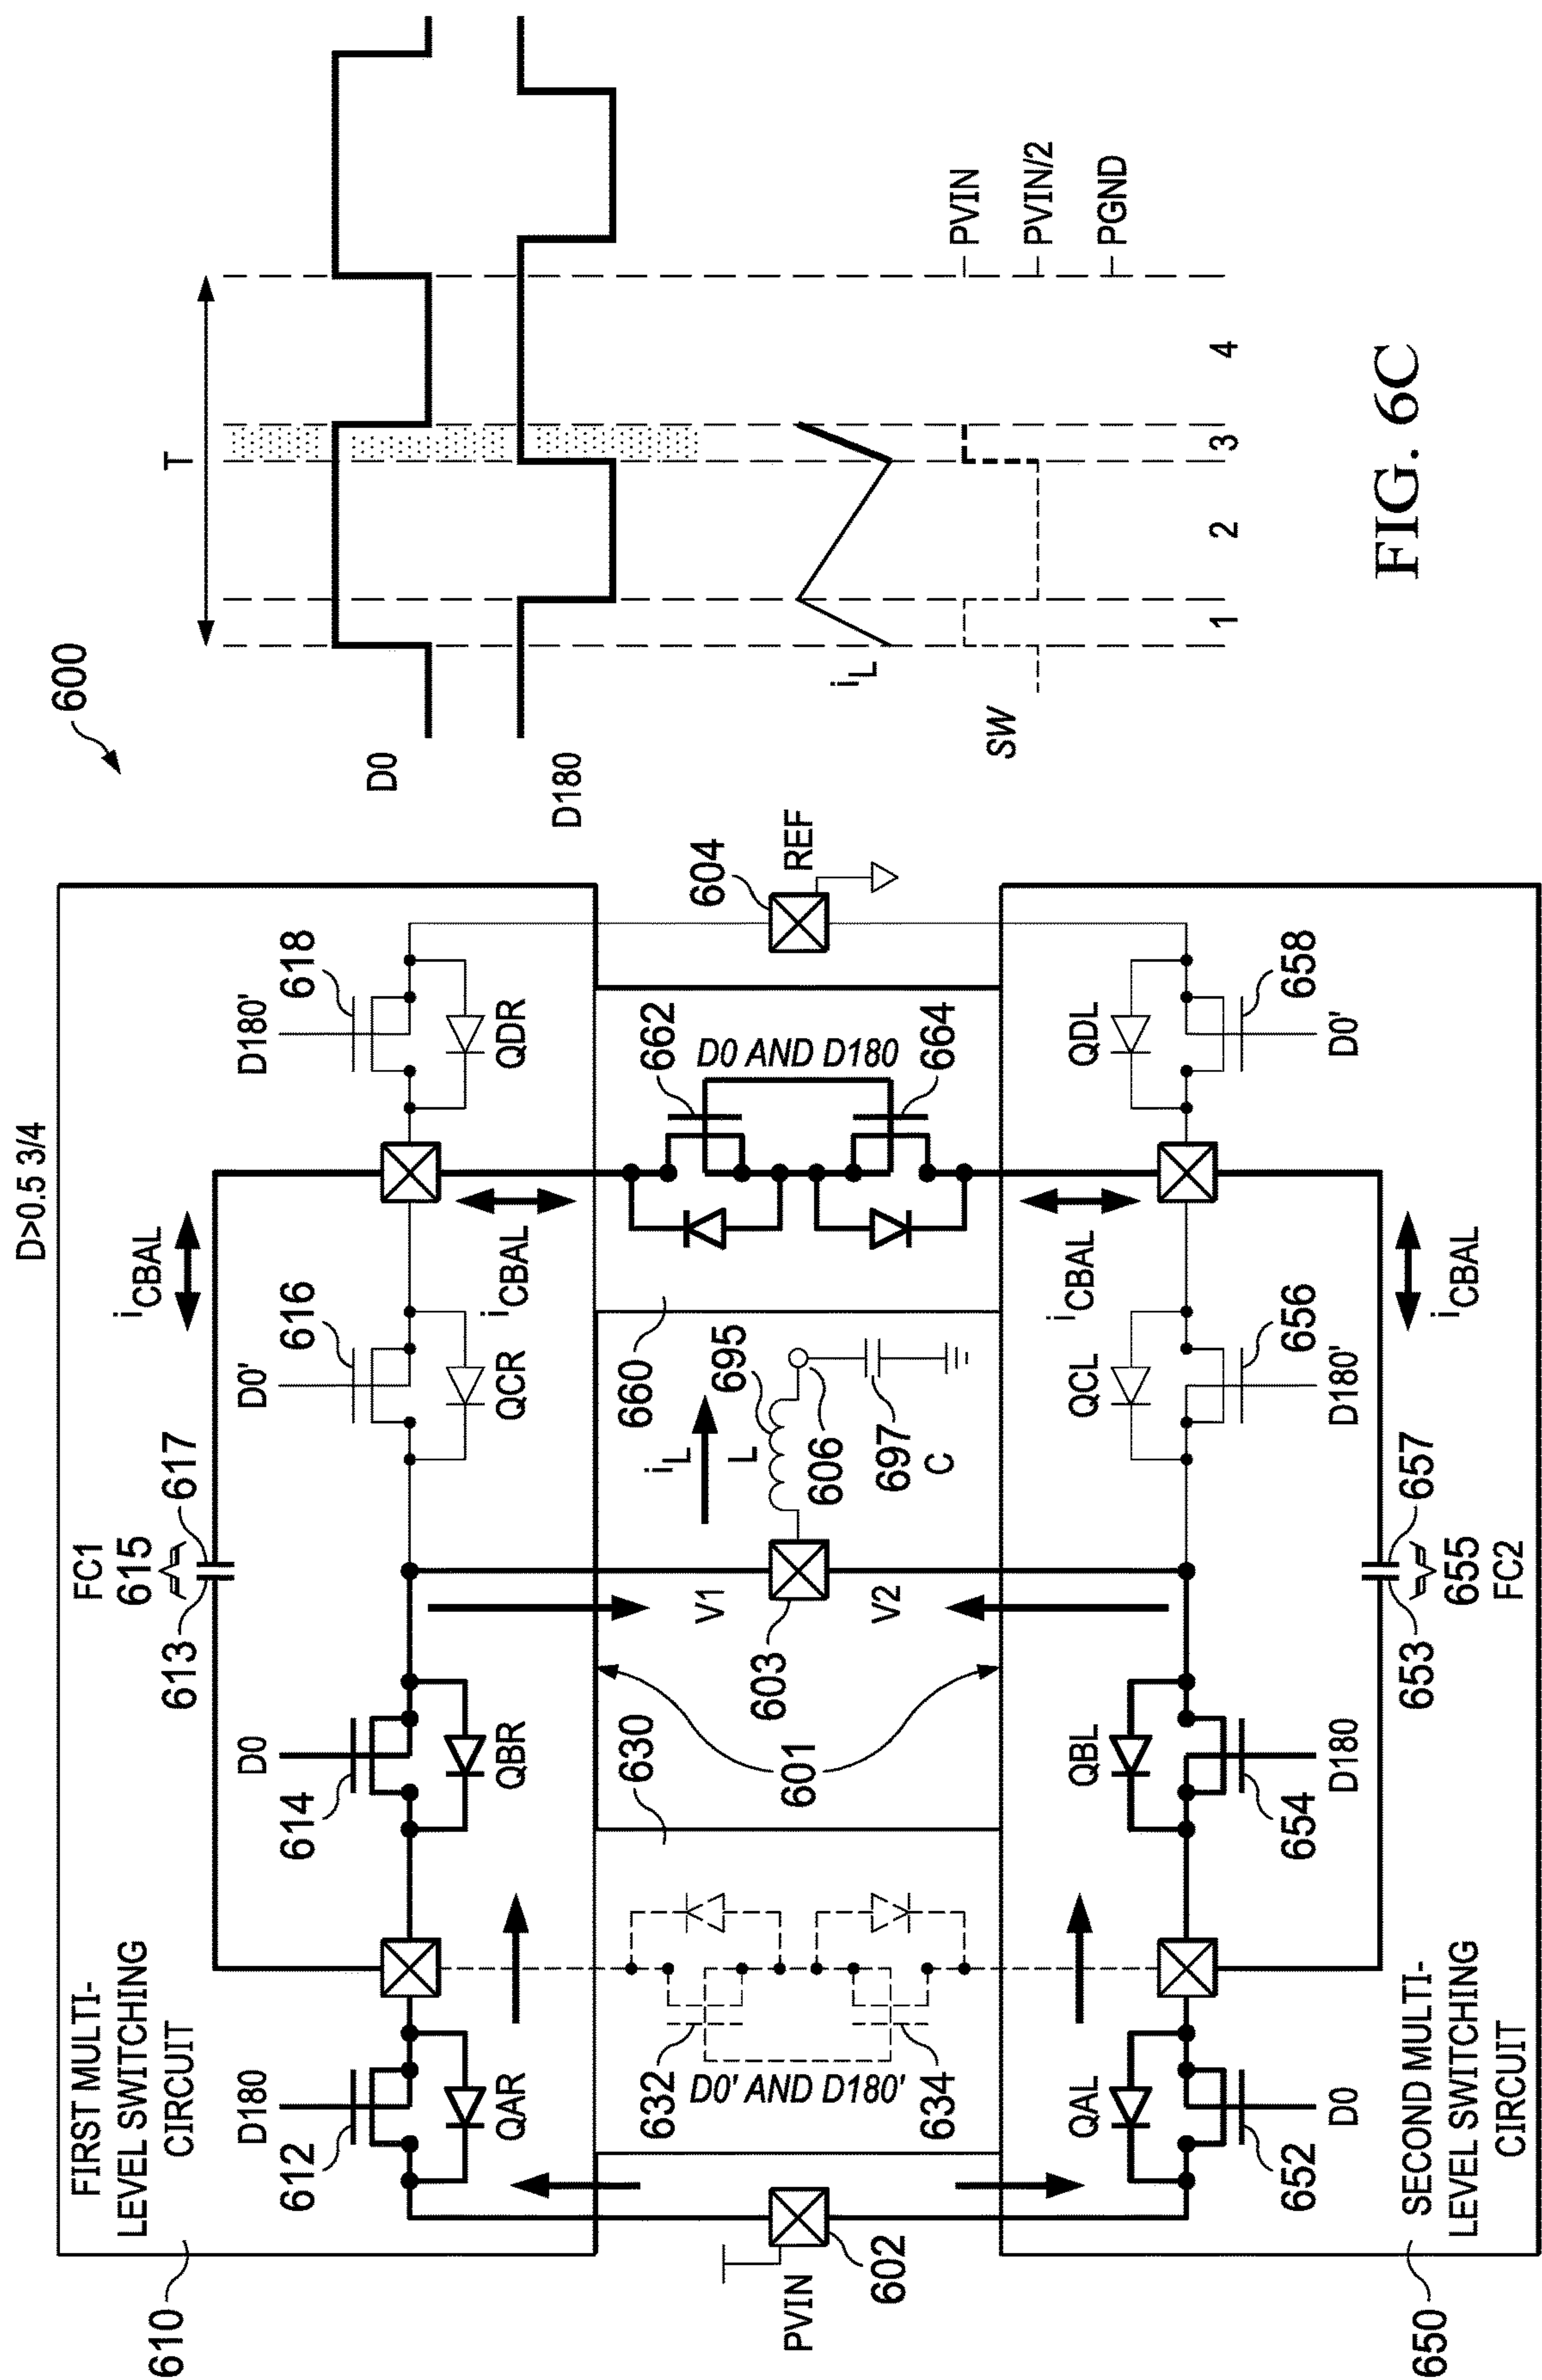 600
D>0.5 3/4
610
FIRST MULTI-
LEVEL SWITCHING
CIRCUIT
FC1
615
613
617
iCBAL
D180
612
QAR
D0
614
QBR
D0'
616
QCR
D180'
618
QDR
iCBAL
PVIN
602
632
D0' AND D180'
634
630
601
V1
603
V2
iL
L
695
606
697
C
660
662
D0 AND D180
664
604
REF
iCBAL
QAL
652
D0
QBL
654
D180
QCL
656
D180'
QDL
658
D0'
653
657
655
FC2
iCBAL
SECOND MULTI-
LEVEL SWITCHING
CIRCUIT
650
T
D0
D180
iL
SW
PVIN
PVIN/2
PGND
1
2
3
4
FIG. 6C